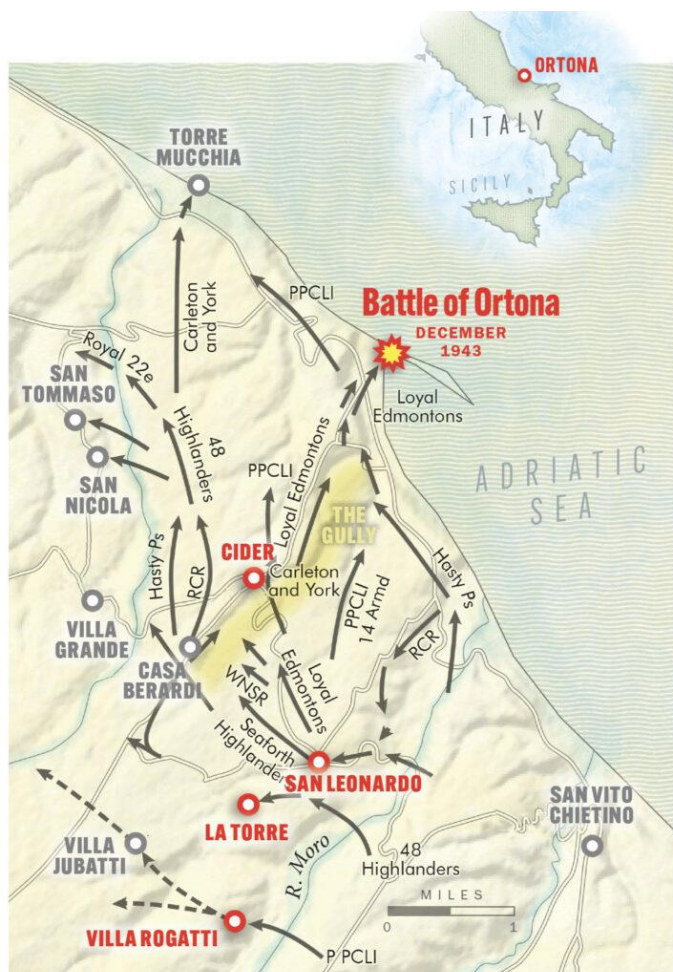 ORTONA
ITALY
SICILY
TORRE
MUCCHIA
Carleton
and York
PPCLI
Battle of Ortona
DECEMBER
1943
Loyal
Edmontons
Royal 22e
SAN
TOMMASO
48
Highlanders
SAN
NICOLA
PPCLI
Loyal Edmontons
THE
GULLY
ADRIATIC
SEA
CIDER
Carleton
and York
Hasty Ps
RCR
PPCLI
14 Armd
Hasty Ps
RCR
VILLA
GRANDE
CASA
BERARDI
WNSR
Loyal
Edmontons
Seaforth
Highlander
SAN LEONARDO
LA TORRE
SAN VITO
CHIETINO
VILLA
JUBATTI
R. Moro
48
Highlanders
MILES
0 1
VILLA ROGATTI
P PCLI